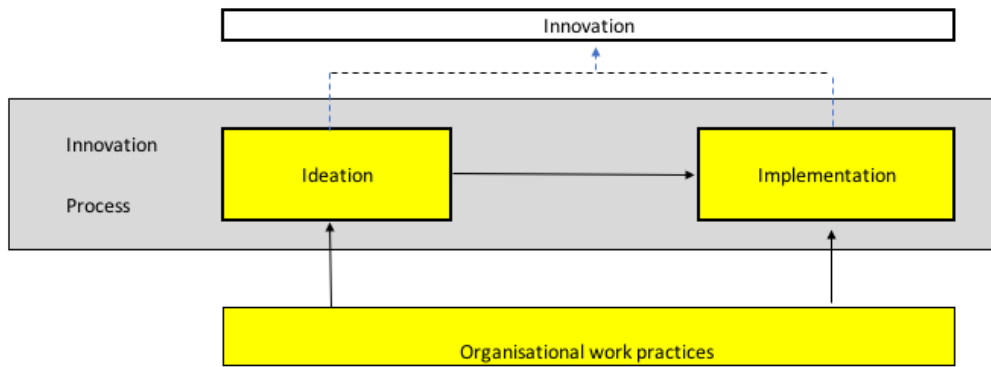 Innovation
Innovation
Process
Ideation
Implementation
Organisational work practices